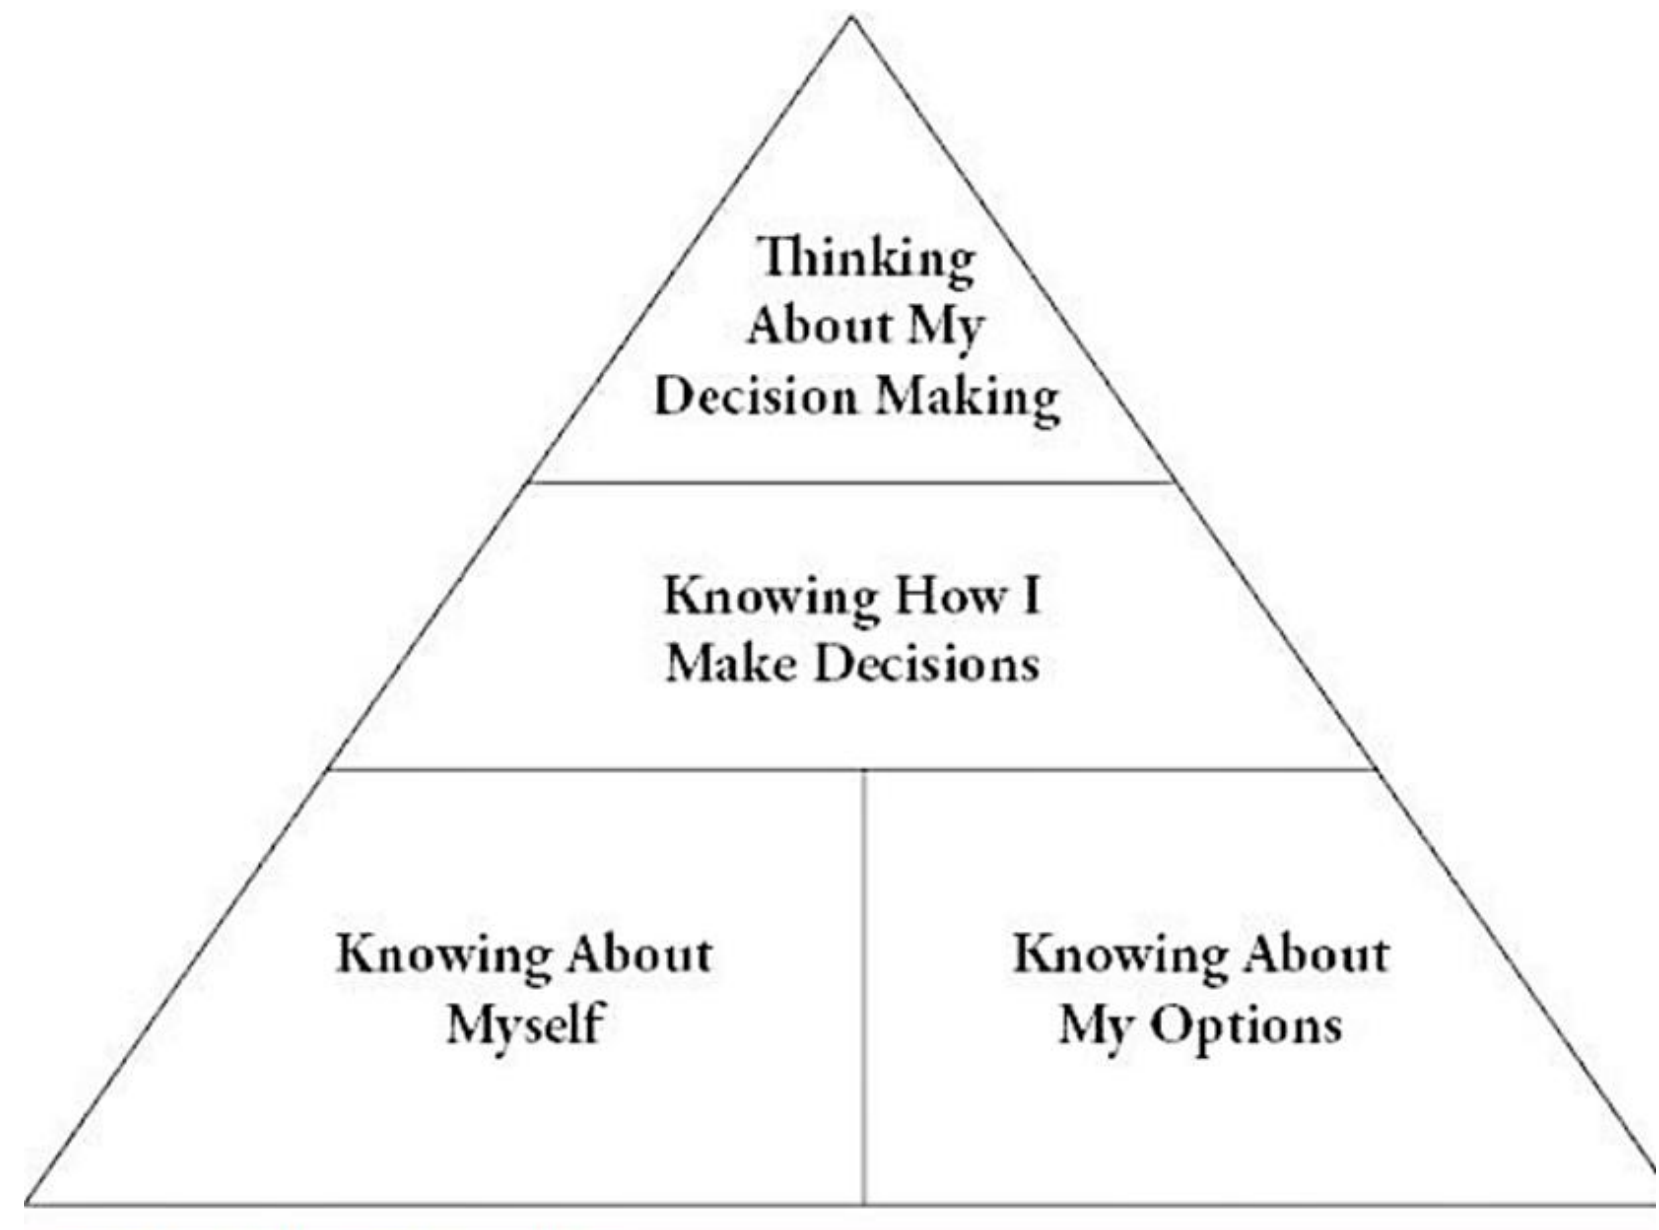 Thinking
About My
Decision Making
Knowing How I
Make Decisions
Knowing About
Myself
Knowing About
My Options